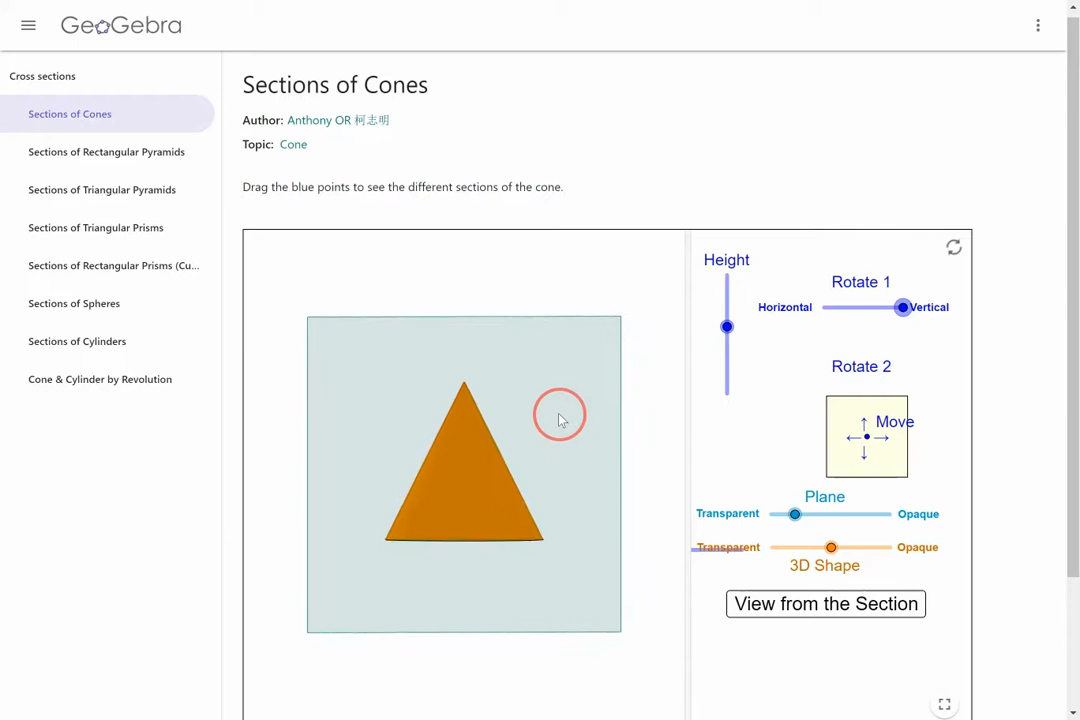 GeoGebra
Cross sections
Sections of Cones
Sections of Rectangular Pyramids
Sections of Triangular Pyramids
Sections of Triangular Prisms
Sections of Rectangular Prisms (Cu...
Sections of Spheres
Sections of Cylinders
Cone & Cylinder by Revolution
Sections of Cones
Author: Anthony OR 柯志明
Topic: Cone
Drag the blue points to see the different sections of the cone.
Height
Rotate 1
Horizontal Vertical
Rotate 2
Move
Plane
Transparent Opaque
Transparent Opaque
3D Shape
View from the Section